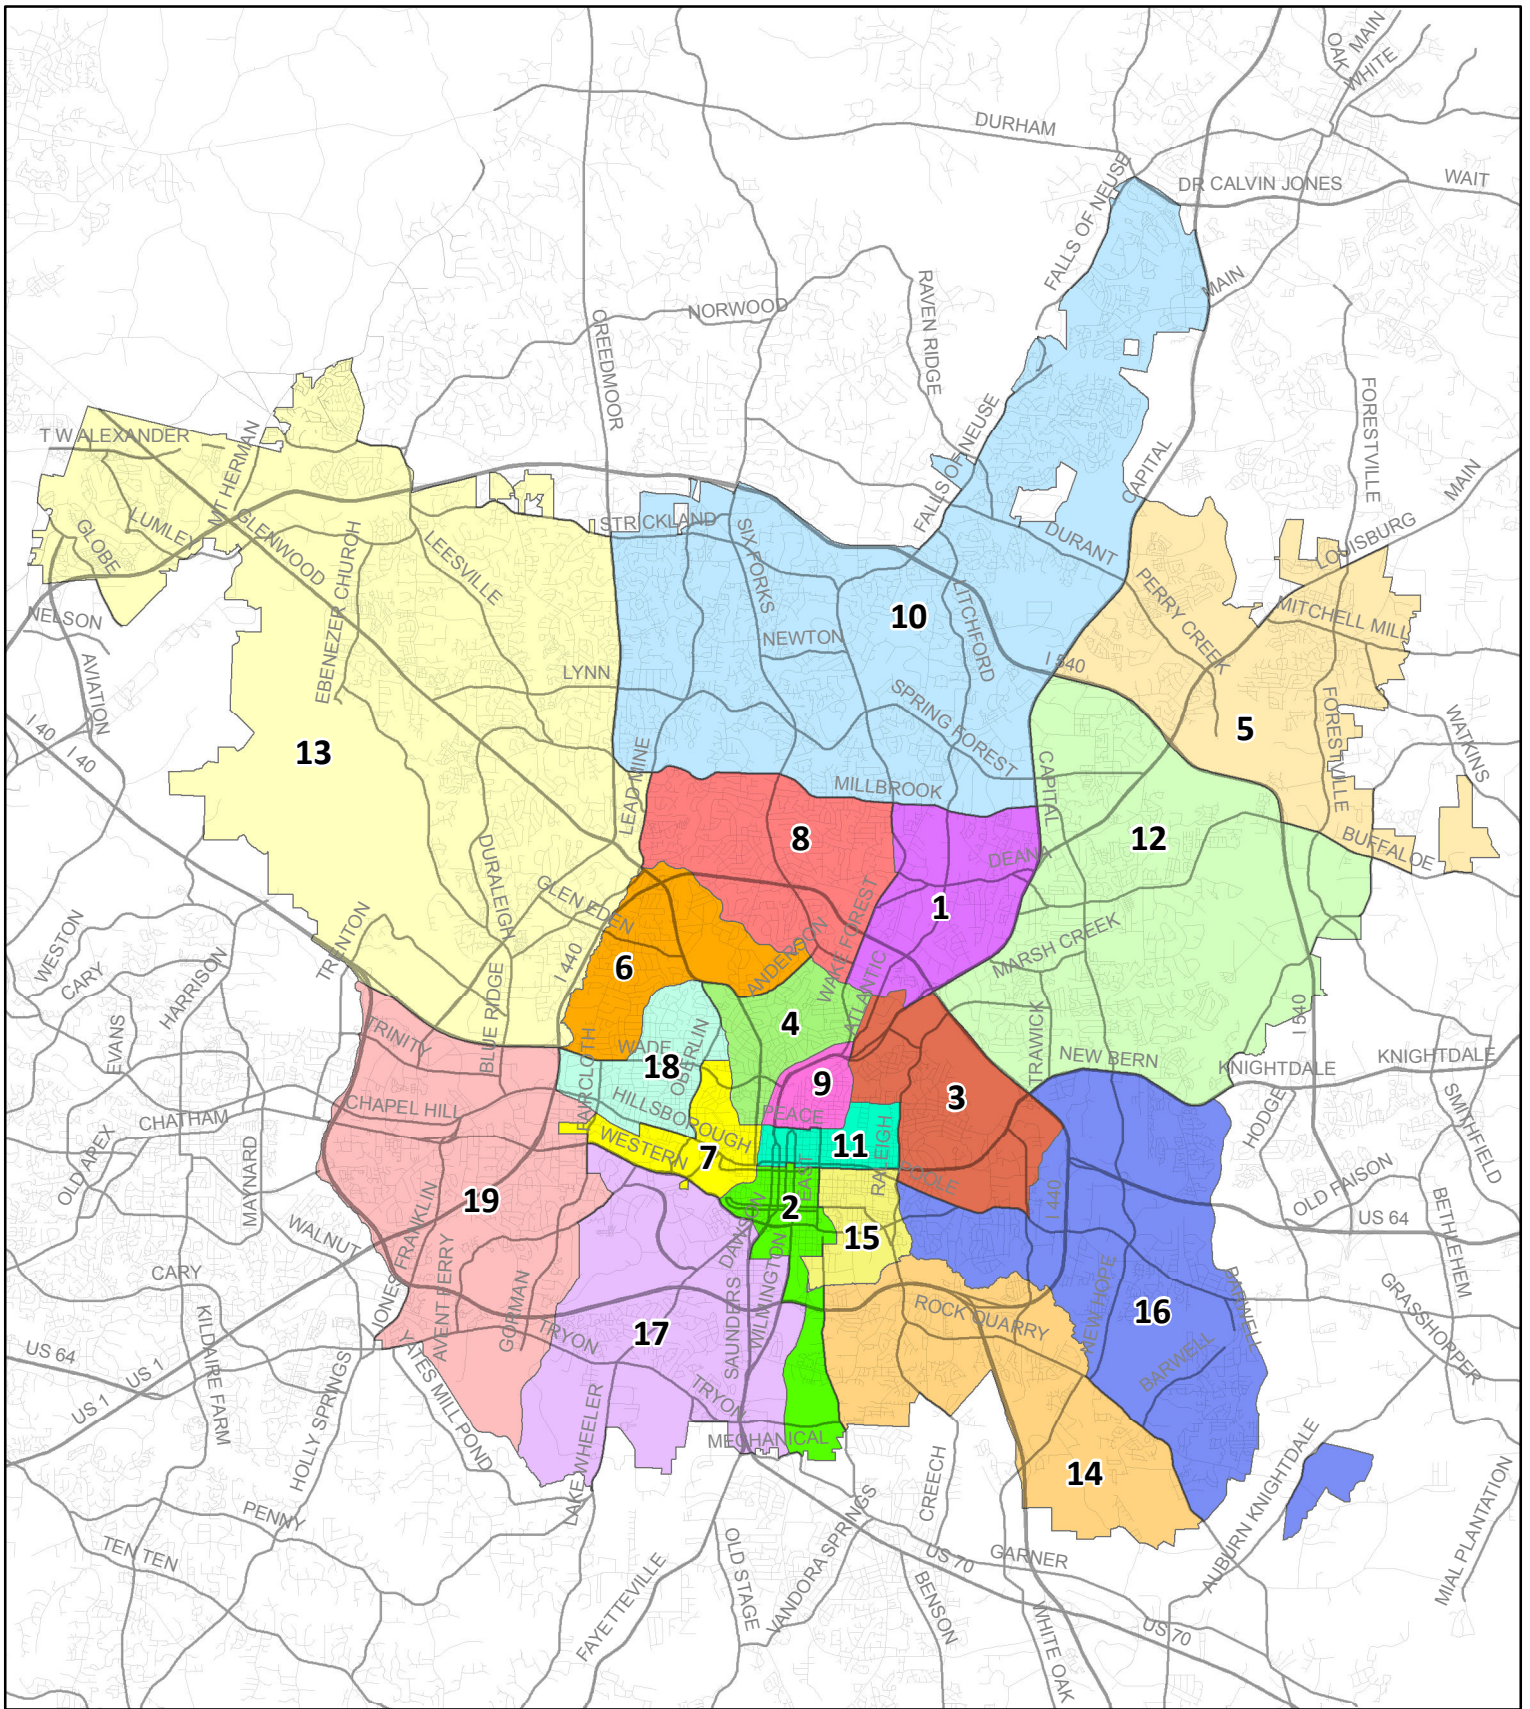 OAK
MAIN
WHITE
DURHAM
FALLS OF NEUSE
DR CALVIN JONES
WAIT
MAIN
NORWOOD
CREEDMOOR
RAVEN RIDGE
FORESTVILLE
T W ALEXANDER
MT HERMAN
FALLS OF NEUSE
CAPITAL
MAIN
GLOBE
LUMLEY
GLENWOOD
EBENEZER CHURCH
LEESVILLE
STRICKLAND
SIX FORKS
DURANT
LOUISBURG
NELSON
AVIATION
NEWTON
10
LITCHFORD
PERRY CREEK
MITCHELL MILL
I 540
LYNN
SPRING FOREST
5
FORESTVILLE
WATKINS
I 40
I 40
13
LEAD MINE
MILLBROOK
CAPITAL
8
DEANA
12
BUFFALOE
DURALEIGH
GLEN EDEN
WAKE FOREST
1
WESTON
CARY
HARRISON
TRENTON
BLUE RIDGE
I 440
6
ANDERSON
ATLANTIC
MARSH CREEK
EVANS
TRINITY
FAIRCLOTH
WADE
18
OBERLIN
4
WAKE FOREST
9
3
TRAWICK
NEW BERN
I 540
KNIGHTDALE
KNIGHTDALE
CHATHAM
CHAPEL HILL
HILLSBOROUGH
PEACE
11
RALEIGH
HODGE
SMITHFIELD
OLD APEX
MAYNARD
WESTERN
7
EAST
POOLE
I 440
OLD FAISON
WALNUT
JONES FRANKLIN
19
2
15
US 64
BETHLEHEM
CARY
KILDAIRE FARM
AVENT FERRY
GORMAN
17
TRYON
DAWSON
SAUNDERS
WILMINGTON
ROCK QUARRY
NEW HOPE
16
BARWELL
BARWELL
GRASSHOPPER
US 64
US 1
US 1
HOLLY SPRINGS
YATES MILL POND
LAKE WHEELER
TRYON
MECHANICAL
CREECH
14
AUBURN KNIGHTDALE
MIAL PLANTATION
PENNY
TEN TEN
FAYETTEVILLE
OLD STAGE
VANDORA SPRINGS
US 70
GARNER
BENSON
WHITE OAK
US 70